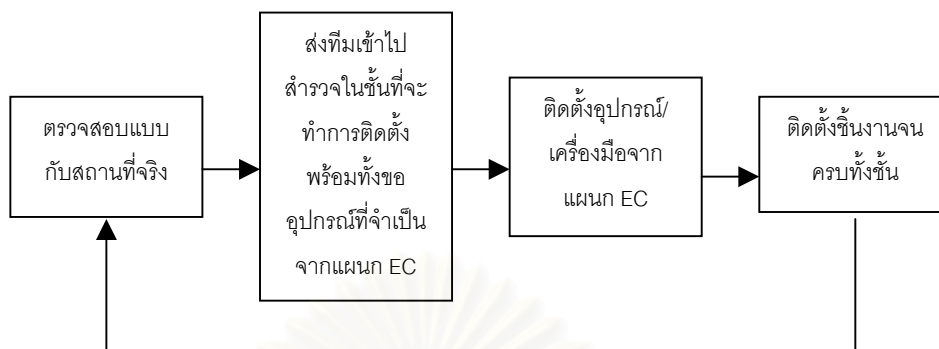 ตรวจสอบแบบ
กับสถานที่จริง
ส่งทีมเข้าไป
สำรวจในชั้นที่จะ
ทำการติดตั้ง
พร้อมทั้งขอ
อุปกรณ์ที่จำเป็น
จากแผนก EC
ติดตั้งอุปกรณ์/
เครื่องมือจาก
แผนก EC
ติดตั้งชิ้นงานจน
ครบทั้งชั้น